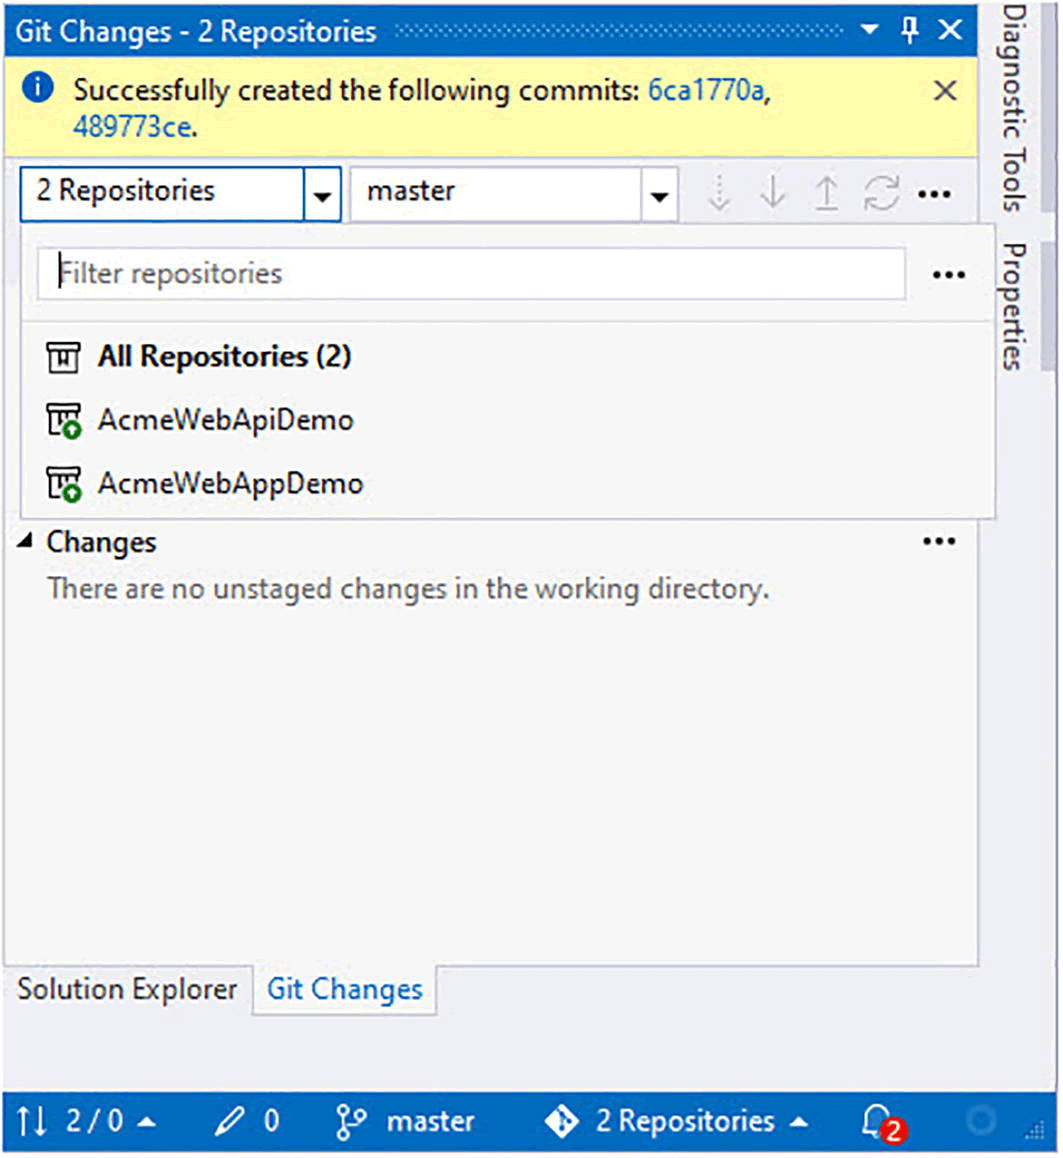 Git Changes - 2 Repositories
Successfully created the following commits: 6ca1770a,
489773ce.
2 Repositories
master
Filter repositories
All Repositories (2)
AcmeWebApiDemo
AcmeWebAppDemo
Changes
There are no unstaged changes in the working directory.
Solution Explorer
Git Changes
Diagnostic Tools
Properties
2 / 0
0
master
2 Repositories
2